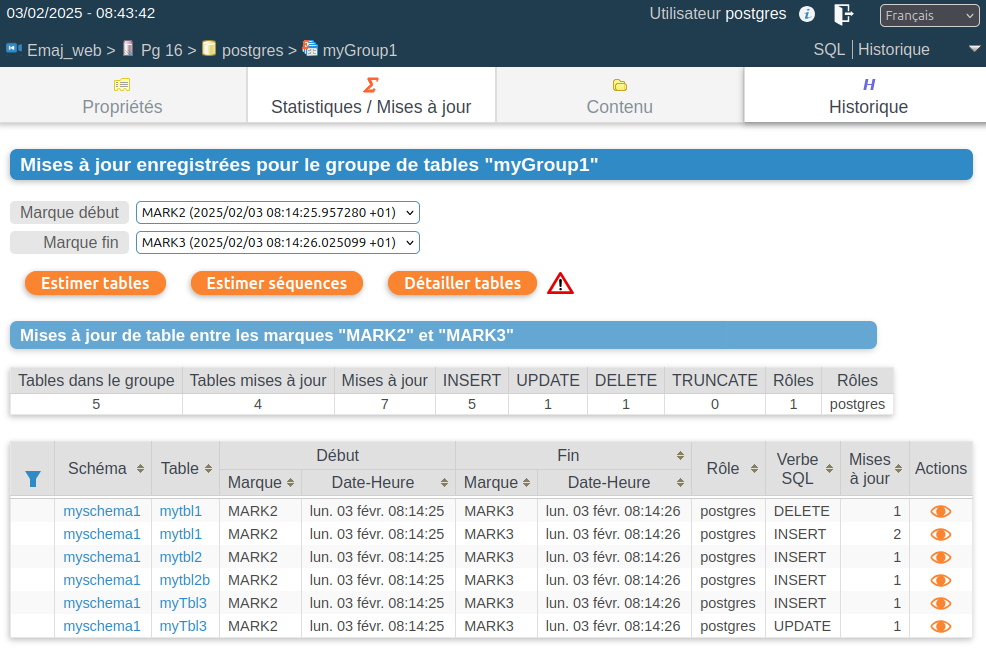 03/02/2025 - 08:43:42 Utilisateur postgres Français
Emaj_web > Pg 16 > postgres > myGroup1 SQL | Historique
Propriétés Statistiques / Mises à jour Contenu Historique
Mises à jour enregistrées pour le groupe de tables "myGroup1"
Marque début MARK2 (2025/02/03 08:14:25.957280 +01)
Marque fin MARK3 (2025/02/03 08:14:26.025099 +01)
Estimer tables Estimer séquences Détailler tables
Mises à jour de table entre les marques "MARK2" et "MARK3"
Tables dans le groupe Tables mises à jour Mises à jour INSERT UPDATE DELETE TRUNCATE Rôles Rôles
5 4 7 5 1 1 0 1 postgres
Schéma Table Début Fin Rôle Verbe SQL Mises à jour Actions
Marque Date-Heure Marque Date-Heure
myschema1 mytbl1 MARK2 lun. 03 févr. 08:14:25 MARK3 lun. 03 févr. 08:14:26 postgres DELETE 1
myschema1 mytbl1 MARK2 lun. 03 févr. 08:14:25 MARK3 lun. 03 févr. 08:14:26 postgres INSERT 2
myschema1 mytbl2 MARK2 lun. 03 févr. 08:14:25 MARK3 lun. 03 févr. 08:14:26 postgres INSERT 1
myschema1 mytbl2b MARK2 lun. 03 févr. 08:14:25 MARK3 lun. 03 févr. 08:14:26 postgres INSERT 1
myschema1 myTbl3 MARK2 lun. 03 févr. 08:14:25 MARK3 lun. 03 févr. 08:14:26 postgres INSERT 1
myschema1 myTbl3 MARK2 lun. 03 févr. 08:14:25 MARK3 lun. 03 févr. 08:14:26 postgres UPDATE 1